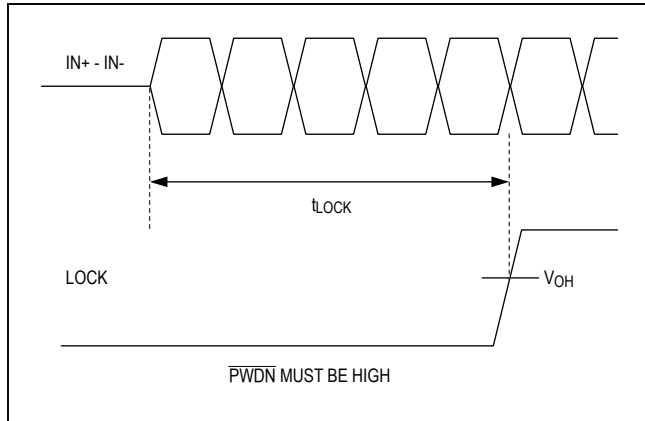 IN+ - IN-
tLOCK
LOCK
VOH
PWDN MUST BE HIGH